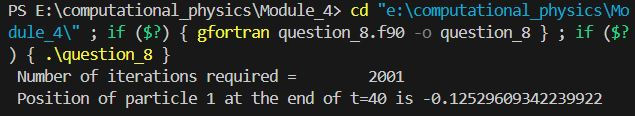 PS E:\computational_physics\Module_4> cd "e:\computational_physics\Mo
dule_4\" ; if ($?) { gfortran question_8.f90 -o question_8 } ; if ($?
) { .\question_8 }
Number of iterations required =        2001
Position of particle 1 at the end of t=40 is -0.12529609342239922